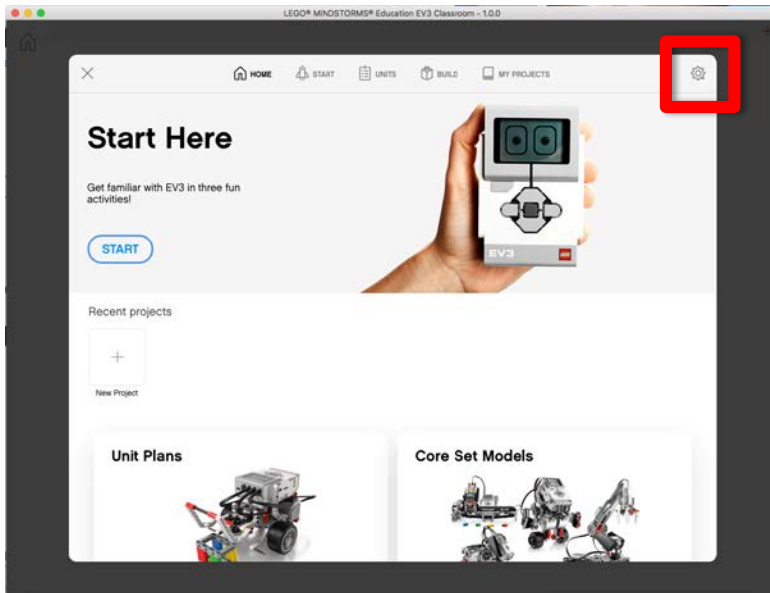 LEGO® MINDSTORMS® Education EV3 Classroom - 1.0.0
HOME START UNITS BUILD MY PROJECTS
Start Here
Get familiar with EV3 in three fun
activities!
START
EV3
Recent projects
New Project
Unit Plans
Core Set Models